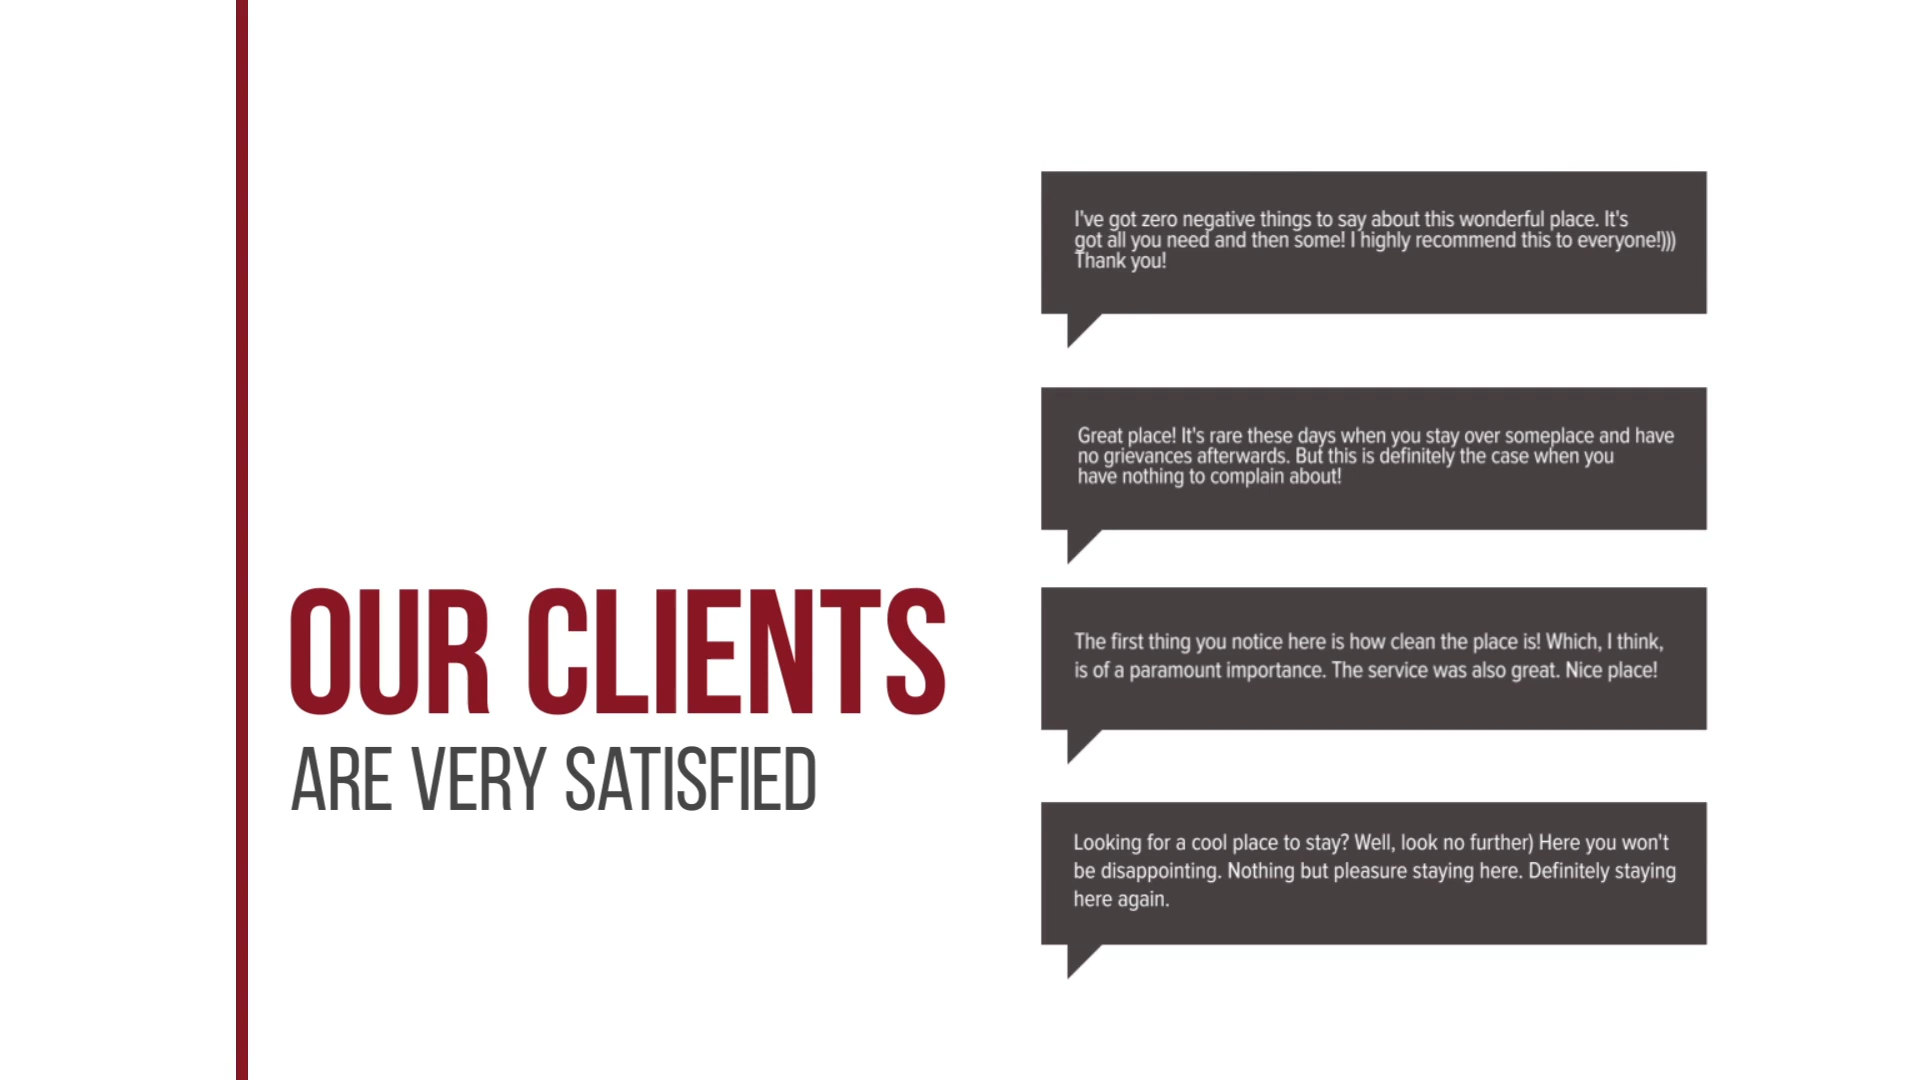 OUR CLIENTS
ARE VERY SATISFIED
I've got zero negative things to say about this wonderful place. It's
got all you need and then some! I highly recommend this to everyone!)))
Thank you!
Great place! It's rare these days when you stay over someplace and have
no grievances afterwards. But this is definitely the case when you
have nothing to complain about!
The first thing you notice here is how clean the place is! Which, I think,
is of a paramount importance. The service was also great. Nice place!
Looking for a cool place to stay? Well, look no further) Here you won't
be disappointing. Nothing but pleasure staying here. Definitely staying
here again.